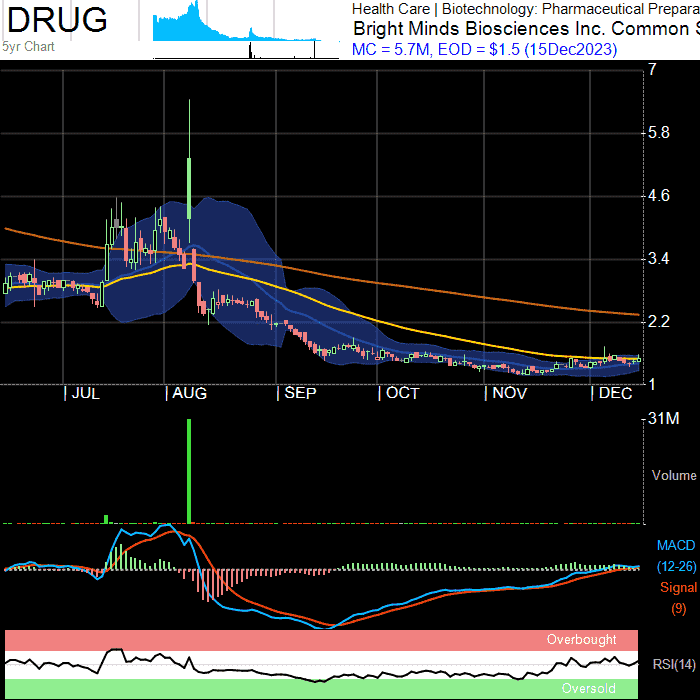 DRUG
5yr Chart
Health Care | Biotechnology: Pharmaceutical Prepara
Bright Minds Biosciences Inc. Common S
MC = 5.7M, EOD = $1.5 (15Dec2023)
7
5.8
4.6
3.4
2.2
1
| JUL | AUG | SEP | OCT | NOV | DEC
31M
Volume
MACD
(12-26)
Signal
(9)
Overbought
RSI(14)
Oversold